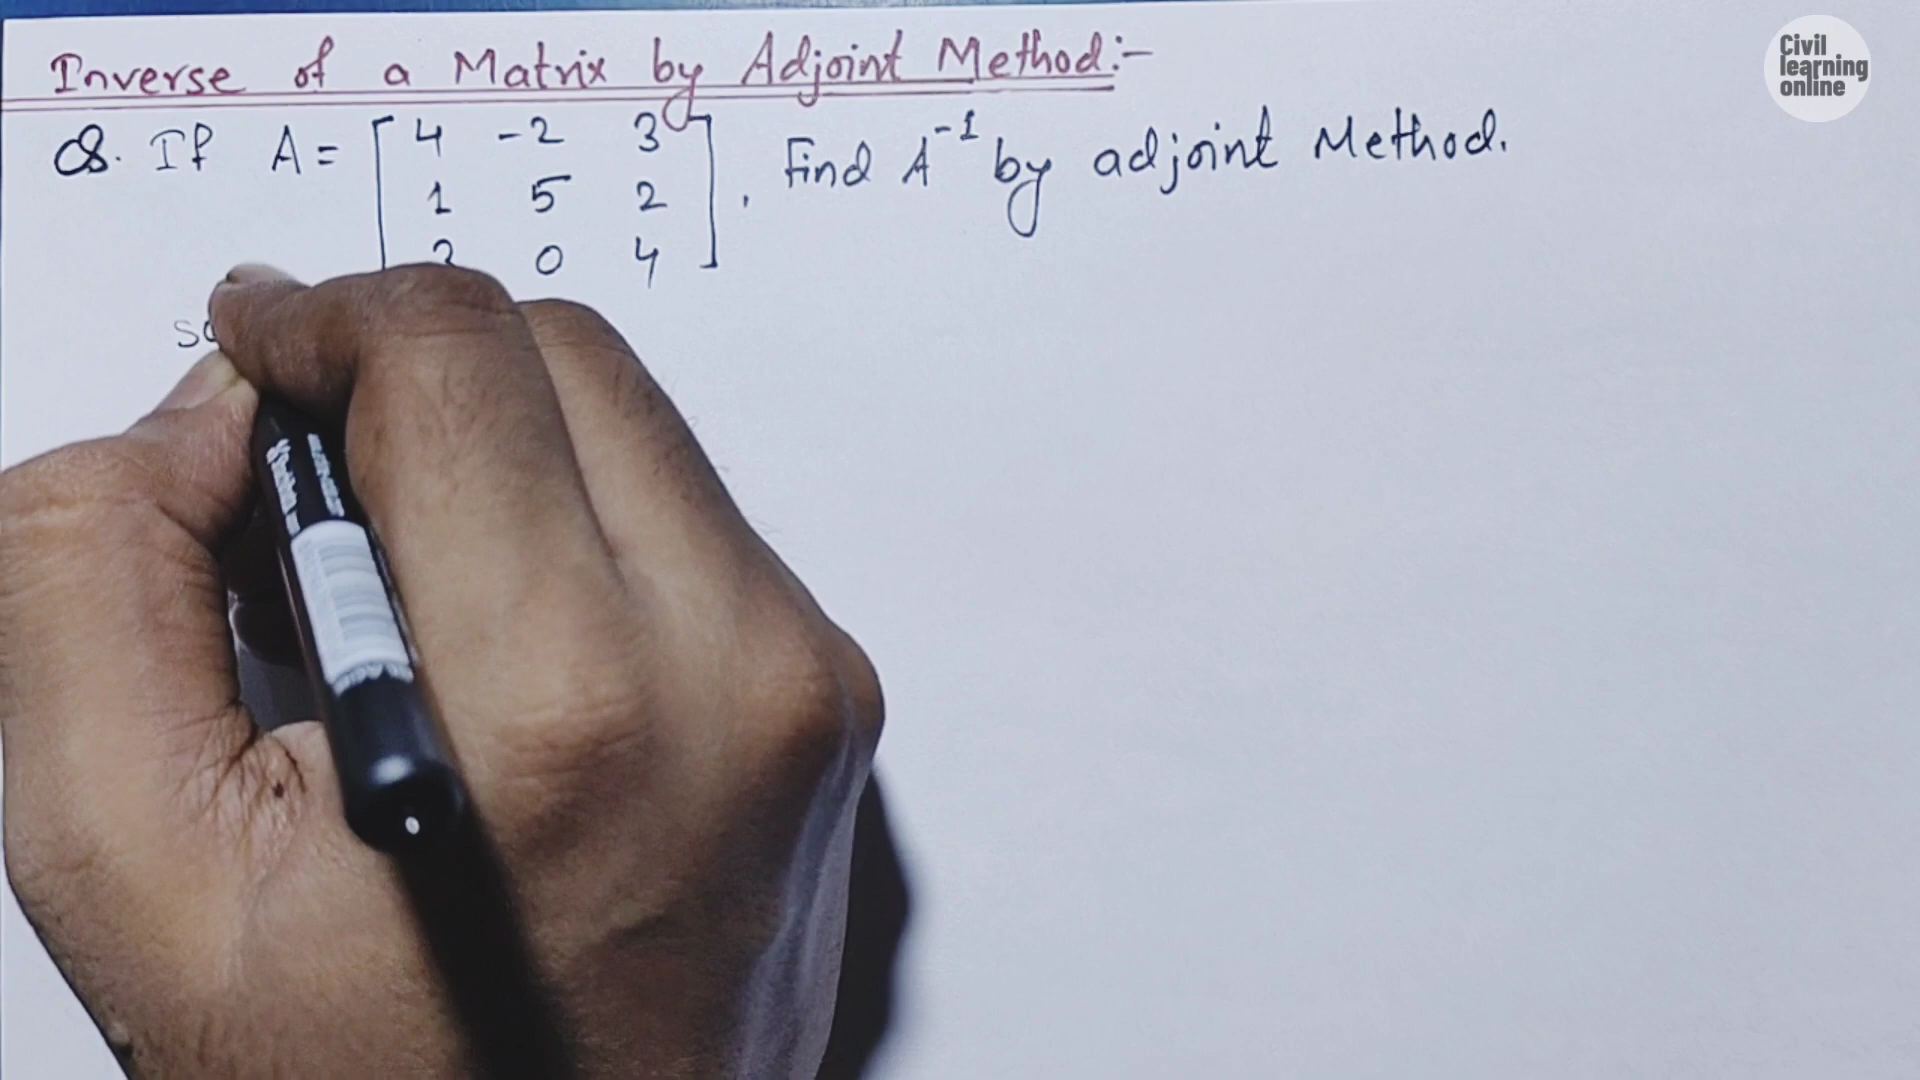 Inverse of a Matrix by Adjoint Method:-
Q. If A = [ 4 -2 3 ] , Find A⁻¹ by adjoint Method.
1 5 2
0 4
Civil
learning
online